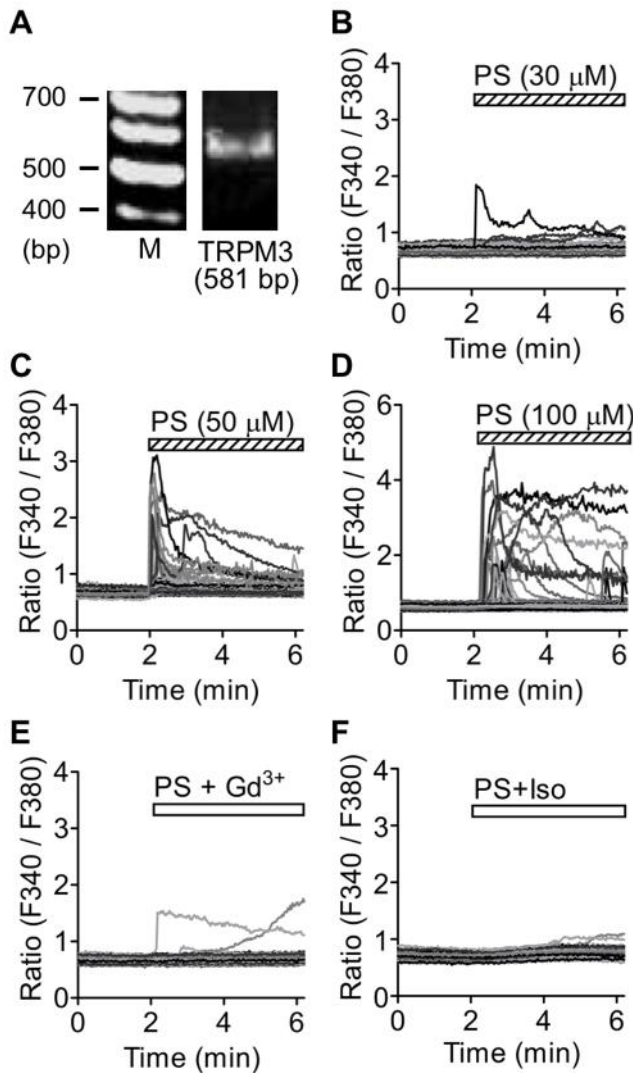 A
700
500
400
(bp)
M
TRPM3
(581 bp)
B
PS (30 μM)
Ratio (F340 / F380)
4
3
2
1
0
0 2 4 6
Time (min)
C
PS (50 μM)
Ratio (F340 / F380)
4
3
2
1
0
0 2 4 6
Time (min)
D
PS (100 μM)
Ratio (F340 / F380)
6
4
2
0
0 2 4 6
Time (min)
E
PS + Gd³⁺
Ratio (F340 / F380)
4
3
2
1
0
0 2 4 6
Time (min)
F
PS+Iso
Ratio (F340 / F380)
4
3
2
1
0
0 2 4 6
Time (min)